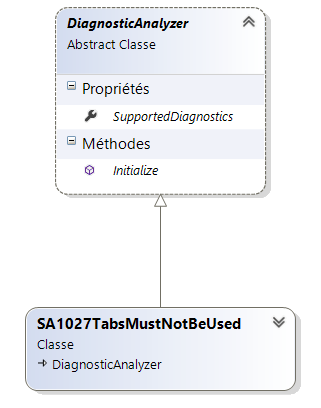 DiagnosticAnalyzer
Abstract Classe
Propriétés
SupportedDiagnostics
Méthodes
Initialize
SA1027TabsMustNotBeUsed
Classe
DiagnosticAnalyzer